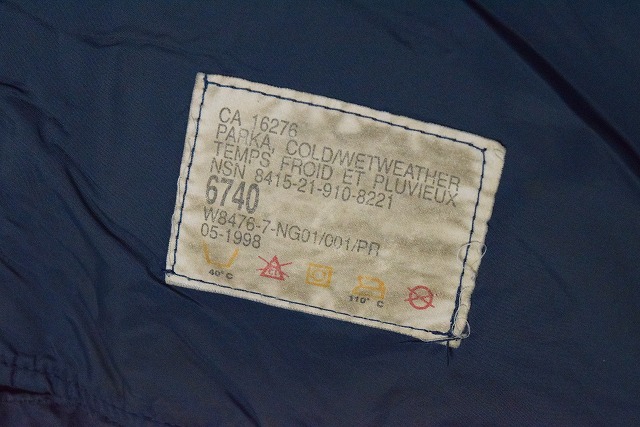 CA 16276
PARKA, COLD/WETWEATHER
TEMPS FROID ET PLUVIEUX
NSN 8415-21-910-8221
6740
W8476-7-NG01/001/PR
05-1998
40° C
CL
110° C